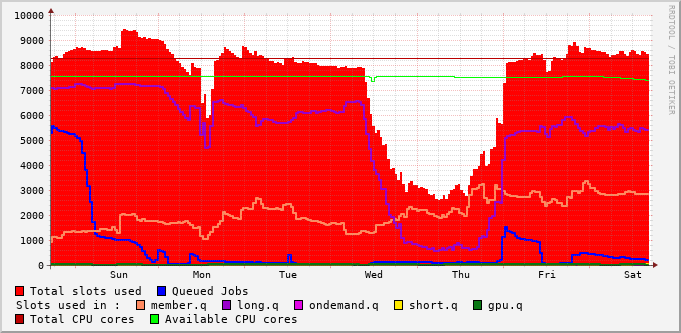 10000
9000
8000
7000
6000
5000
4000
3000
2000
1000
0
Sun Mon Tue Wed Thu Fri Sat
RRDTOOL / TOBI OETIKER
Total slots used Queued Jobs
Slots used in : member.q long.q ondemand.q short.q gpu.q
Total CPU cores Available CPU cores